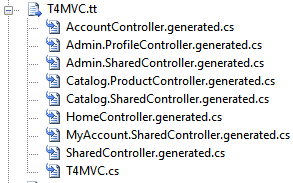 T4MVC.tt
AccountController.generated.cs
Admin.ProfileController.generated.cs
Admin.SharedController.generated.cs
Catalog.ProductController.generated.cs
Catalog.SharedController.generated.cs
HomeController.generated.cs
MyAccount.SharedController.generated.cs
SharedController.generated.cs
T4MVC.cs